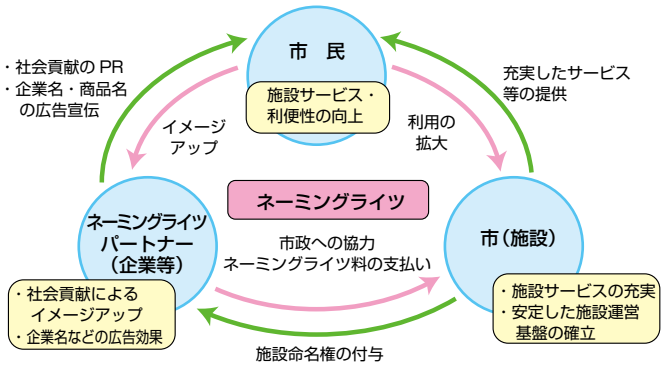 市　民
施設サービス・
利便性の向上
・社会貢献の PR
・企業名・商品名
の広告宣伝
イメージ
アップ
利用の
拡大
充実したサービス
等の提供
ネーミングライツ
ネーミングライツ
パートナー
（企業等）
・社会貢献による
イメージアップ
・企業名などの広告効果
市政への協力
ネーミングライツ料の支払い
市（施設）
・施設サービスの充実
・安定した施設運営
基盤の確立
施設命名権の付与